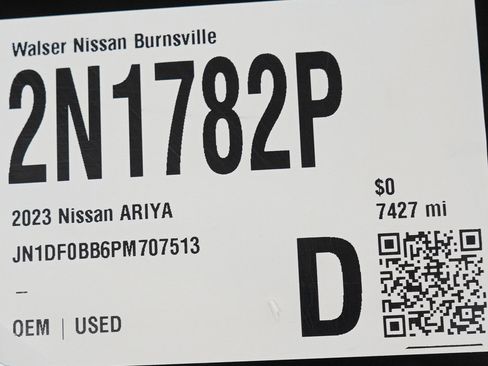 Walser Nissan Burnsville
2N1782P
2023 Nissan ARIYA
$0
7427 mi
JN1DF0BB6PM707513
–
OEM | USED
D